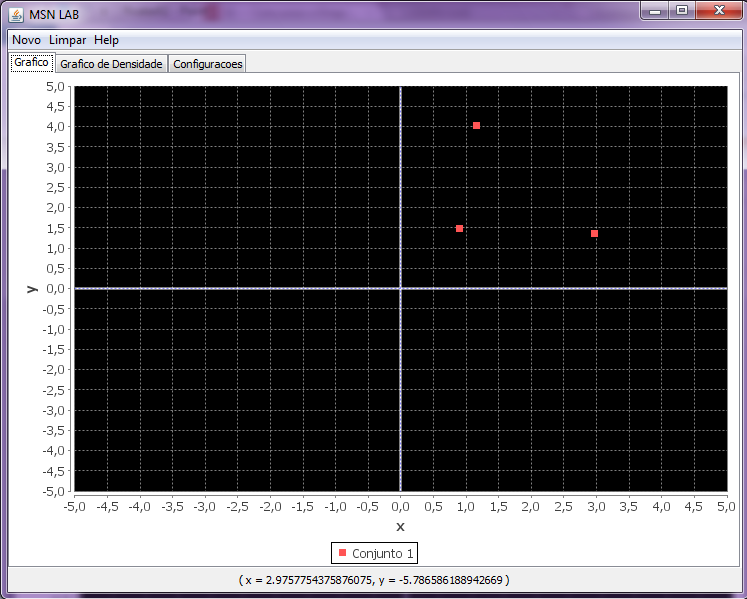 MSN LAB
Novo Limpar Help
Grafico Grafico de Densidade Configuracoes
5,0
4,5
4,0
3,5
3,0
2,5
2,0
1,5
1,0
0,5
0,0
-0,5
-1,0
-1,5
-2,0
-2,5
-3,0
-3,5
-4,0
-4,5
-5,0
y
-5,0 -4,5 -4,0 -3,5 -3,0 -2,5 -2,0 -1,5 -1,0 -0,5 0,0 0,5 1,0 1,5 2,0 2,5 3,0 3,5 4,0 4,5 5,0
x
Conjunto 1
( x = 2.9757754375876075, y = -5.786586188942669 )